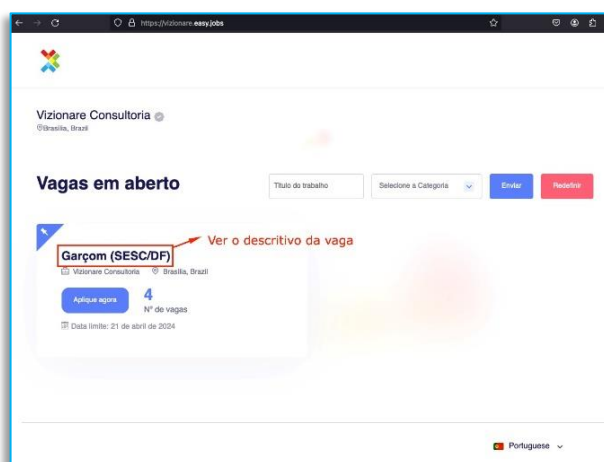 https://vizionare.easy.jobs
Vizionare Consultoria
Brasília, Brazil
Vagas em aberto
Título do trabalho
Selecione a Categoria
Enviar
Redefinir
Garçom (SESC/DF)
Ver o descritivo da vaga
Vizionare Consultoria
Brasília, Brazil
Aplique agora
4
N° de vagas
Data limite: 21 de abril de 2024
Portuguese